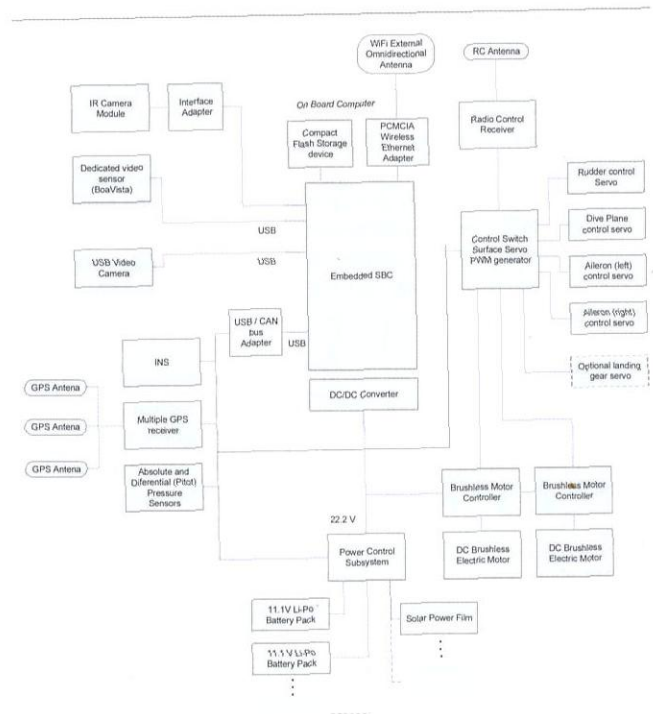 WiFi External
Omnidirectional
Antenna
RC Antenna
IR Camera
Module
Interface
Adapter
On Board Computer
Compact
Flash Storage
device
PCMCIA
Wireless
Ethernet
Adapter
Radio Control
Receiver
Dedicated video
sensor
(BoaVista)
USB
Rudder control
Servo
Dive Plane
control servo
Control Switch
Surface Servo
PWM generator
USB Video
Camera
USB
Embedded SBC
Aileron (left)
control servo
Aileron (right)
control servo
USB / CAN
bus
Adapter
USB
INS
Optional landing
gear servo
DC/DC Converter
GPS Antena
GPS Antena
GPS Antena
Multiple GPS
receiver
Absolute and
Diferential (Pitot)
Pressure
Sensors
Brushless Motor
Controller
Brushless Motor
Controller
22.2 V
Power Control
Subsystem
DC Brushless
Electric Motor
DC Brushless
Electric Motor
11.1V Li-Po
Battery Pack
Solar Power Film
11.1 V Li-Po
Battery Pack